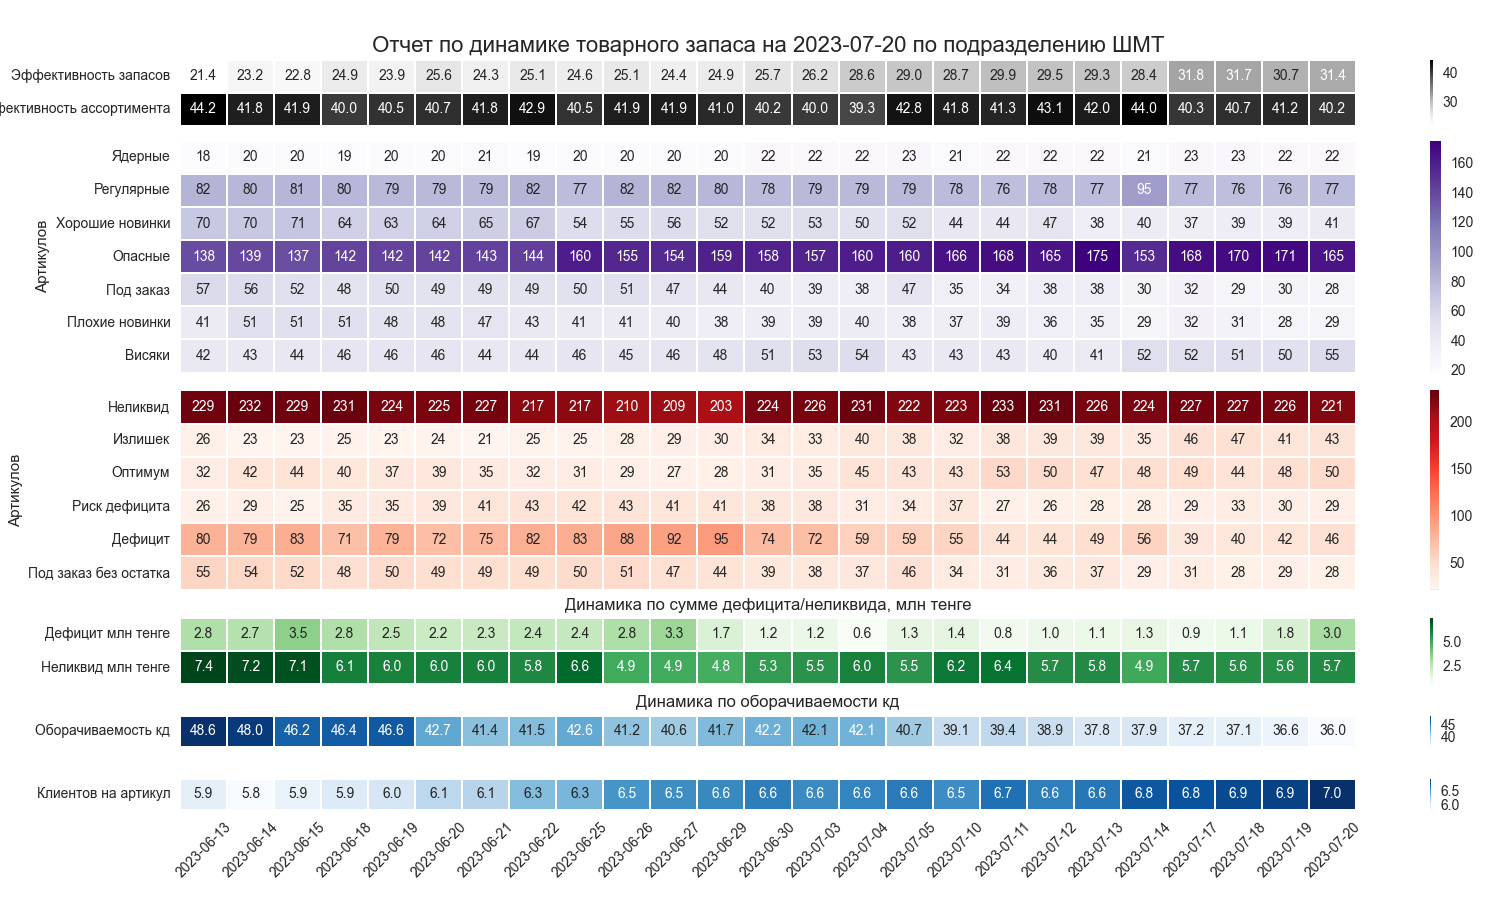 Отчет по динамике товарного запаса на 2023-07-20 по подразделению ШМТ
Эффективность запасов 21.4 23.2 22.8 24.9 23.9 25.6 24.3 25.1 24.6 25.1 24.4 24.9 25.7 26.2 28.6 29.0 28.7 29.9 29.5 29.3 28.4 31.8 31.7 30.7 31.4
фективность ассортимента 44.2 41.8 41.9 40.0 40.5 40.7 41.8 42.9 40.5 41.9 41.9 41.0 40.2 40.0 39.3 42.8 41.8 41.3 43.1 42.0 44.0 40.3 40.7 41.2 40.2
40
30
Артикулов
Ядерные 18 20 20 19 20 20 21 19 20 20 20 20 22 22 22 23 21 22 22 22 21 23 23 22 22
Регулярные 82 80 81 80 79 79 79 82 77 82 82 80 78 79 79 79 78 76 78 77 95 77 76 76 77
Хорошие новинки 70 70 71 64 63 64 65 67 54 55 56 52 52 53 50 52 44 44 47 38 40 37 39 39 41
Опасные 138 139 137 142 142 142 143 144 160 155 154 159 158 157 160 160 166 168 165 175 153 168 170 171 165
Под заказ 57 56 52 48 50 49 49 49 50 51 47 44 40 39 38 47 35 34 38 38 30 32 29 30 28
Плохие новинки 41 51 51 51 48 48 47 43 41 41 40 38 39 39 40 38 37 39 36 35 29 32 31 28 29
Висяки 42 43 44 46 46 46 44 44 46 45 46 48 51 53 54 43 43 43 40 41 52 52 51 50 55
160
140
120
100
80
60
40
20
Артикулов
Неликвид 229 232 229 231 224 225 227 217 217 210 209 203 224 226 231 222 223 233 231 226 224 227 227 226 221
Излишек 26 23 23 25 23 24 21 25 25 28 29 30 34 33 40 38 32 38 39 39 35 46 47 41 43
Оптимум 32 42 44 40 37 39 35 32 31 29 27 28 31 35 45 43 43 53 50 47 48 49 44 48 50
Риск дефицита 26 29 25 35 35 39 41 43 42 43 41 41 38 38 31 34 37 27 26 28 28 29 33 30 29
Дефицит 80 79 83 71 79 72 75 82 83 88 92 95 74 72 59 59 55 44 44 49 56 39 40 42 46
Под заказ без остатка 55 54 52 48 50 49 49 49 50 51 47 44 39 38 37 46 34 31 36 37 29 31 28 29 28
200
150
100
50
Динамика по сумме дефицита/неликвида, млн тенге
Дефицит млн тенге 2.8 2.7 3.5 2.8 2.5 2.2 2.3 2.4 2.4 2.8 3.3 1.7 1.2 1.2 0.6 1.3 1.4 0.8 1.0 1.1 1.3 0.9 1.1 1.8 3.0
Неликвид млн тенге 7.4 7.2 7.1 6.1 6.0 6.0 6.0 5.8 6.6 4.9 4.9 4.8 5.3 5.5 6.0 5.5 6.2 6.4 5.7 5.8 4.9 5.7 5.6 5.6 5.7
5.0
2.5
Динамика по оборачиваемости кд
Оборачиваемость кд 48.6 48.0 46.2 46.4 46.6 42.7 41.4 41.5 42.6 41.2 40.6 41.7 42.2 42.1 42.1 40.7 39.1 39.4 38.9 37.8 37.9 37.2 37.1 36.6 36.0
45
40
Клиентов на артикул 5.9 5.8 5.9 5.9 6.0 6.1 6.1 6.3 6.3 6.5 6.5 6.6 6.6 6.6 6.6 6.6 6.5 6.7 6.6 6.6 6.8 6.8 6.9 6.9 7.0
6.5
6.0
2023-06-13 2023-06-14 2023-06-15 2023-06-18 2023-06-19 2023-06-20 2023-06-21 2023-06-22 2023-06-25 2023-06-26 2023-06-27 2023-06-29 2023-06-30 2023-07-03 2023-07-04 2023-07-05 2023-07-10 2023-07-11 2023-07-12 2023-07-13 2023-07-14 2023-07-17 2023-07-18 2023-07-19 2023-07-20